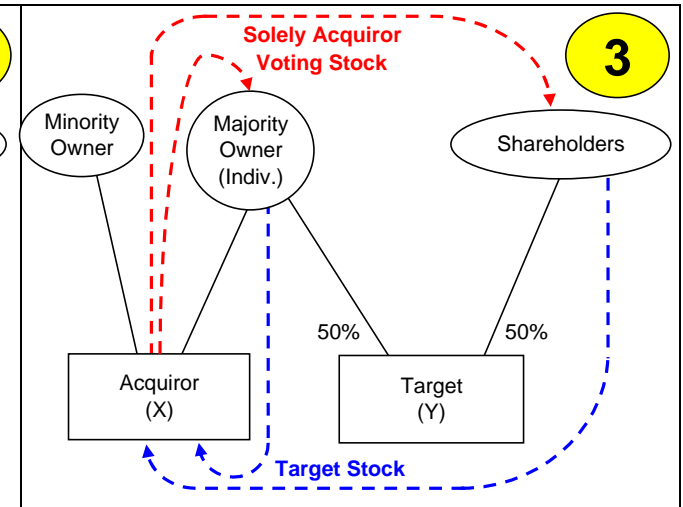 Solely Acquiror
Voting Stock
3
Minority
Owner
Majority
Owner
(Indiv.)
Shareholders
50%
50%
Acquiror
(X)
Target
(Y)
Target Stock